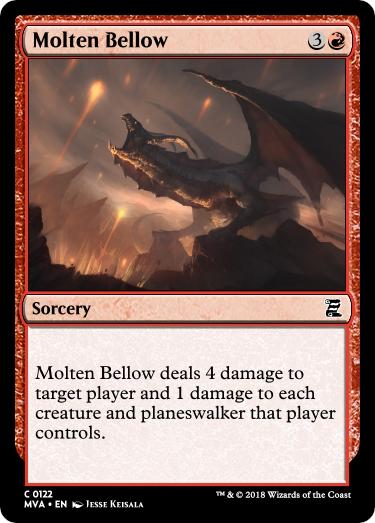 Molten Bellow
3
Sorcery
Molten Bellow deals 4 damage to
target player and 1 damage to each
creature and planeswalker that player
controls.
C 0122
MVA • EN Jesse Keisala
™ & © 2018 Wizards of the Coast